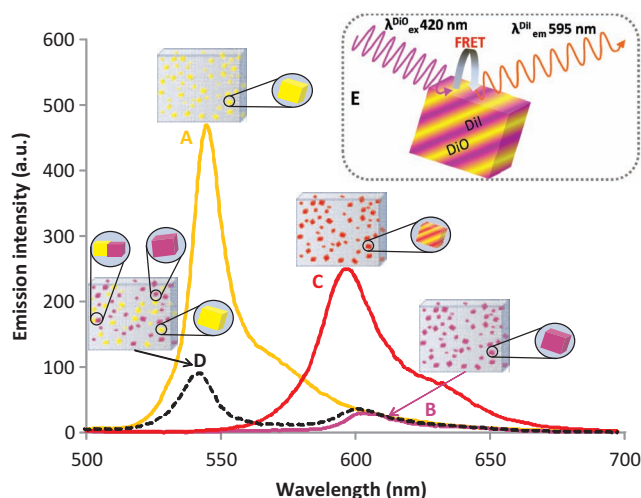 λDiOex 420 nm
λDiIem 595 nm
FRET
E
DiI
DiO
Emission intensity (a.u.)
600
500
400
300
200
100
0
A
C
D
B
500
550
600
650
700
Wavelength (nm)